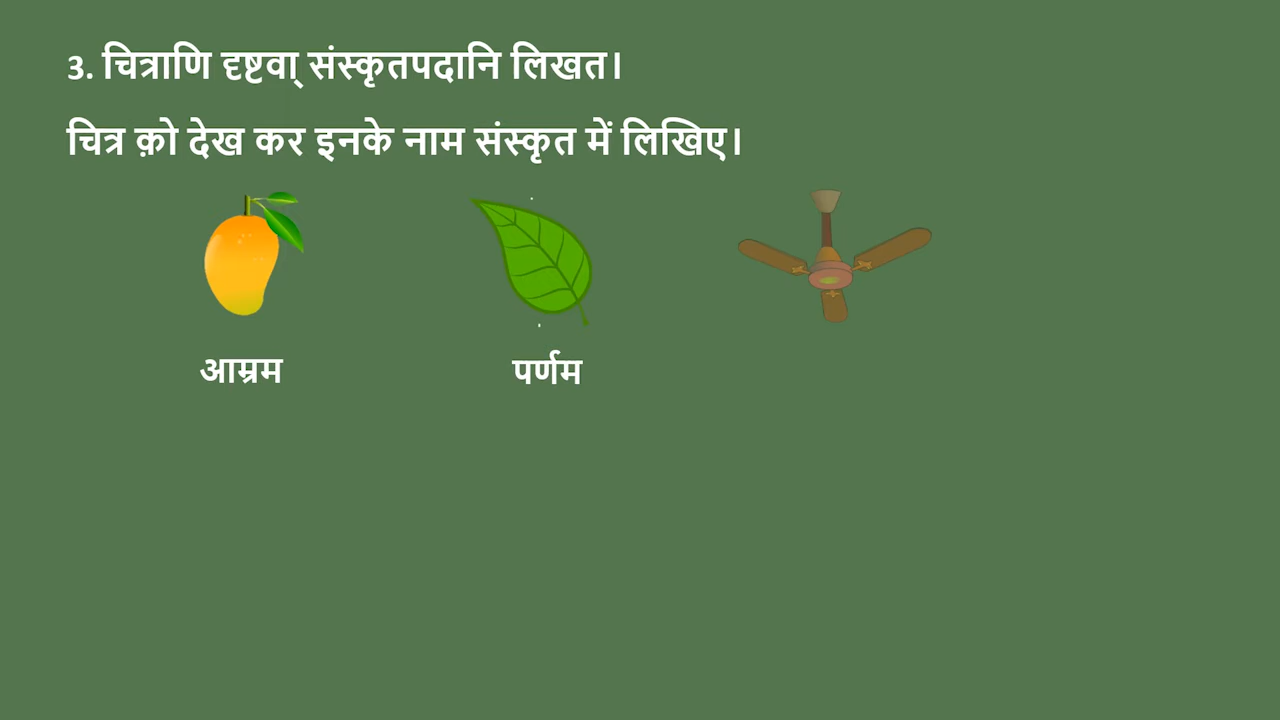 3. चित्राणि दृष्टवा् संस्कृतपदानि लिखत।
चित्र क़ो देख कर इनके नाम संस्कृत में लिखिए।
आम्रम
पर्णम